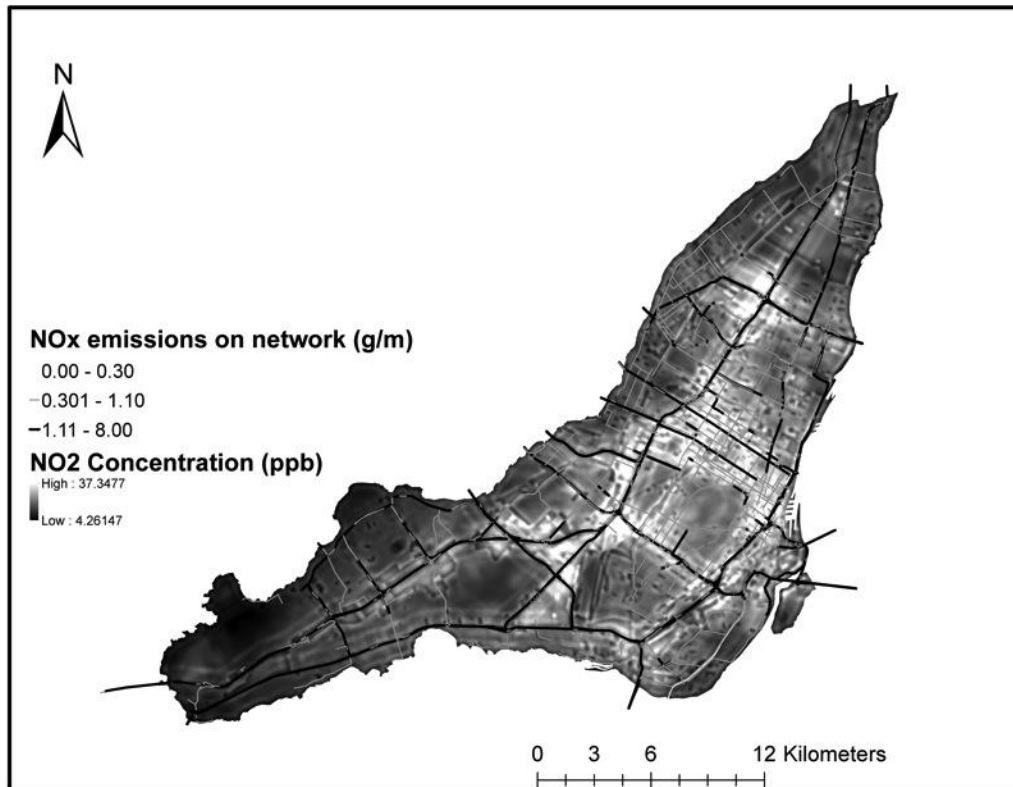 N
NOx emissions on network (g/m)
0.00 - 0.30
0.301 - 1.10
1.11 - 8.00
NO2 Concentration (ppb)
High : 37.3477
Low : 4.26147
0 3 6 12 Kilometers